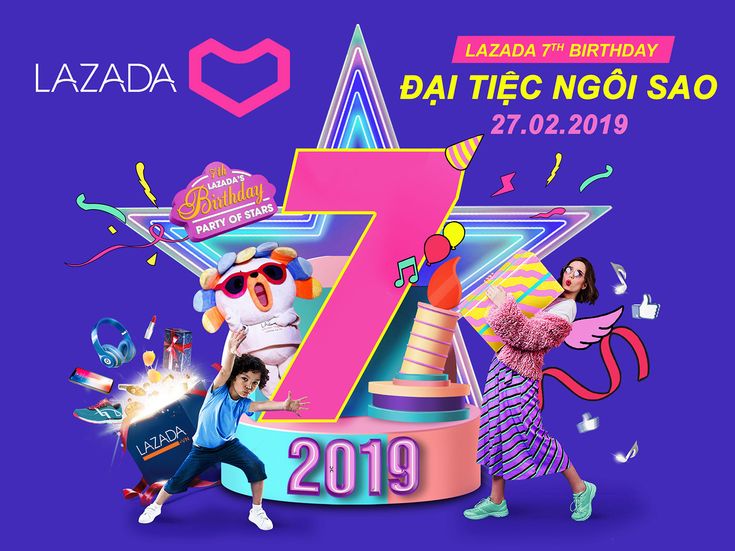 LAZADA
LAZADA 7TH BIRTHDAY
ĐẠI TIỆC NGÔI SAO
27.02.2019
7th
LAZADA'S
Birthday
PARTY OF STARS
7
LAZADA
.VN
2019